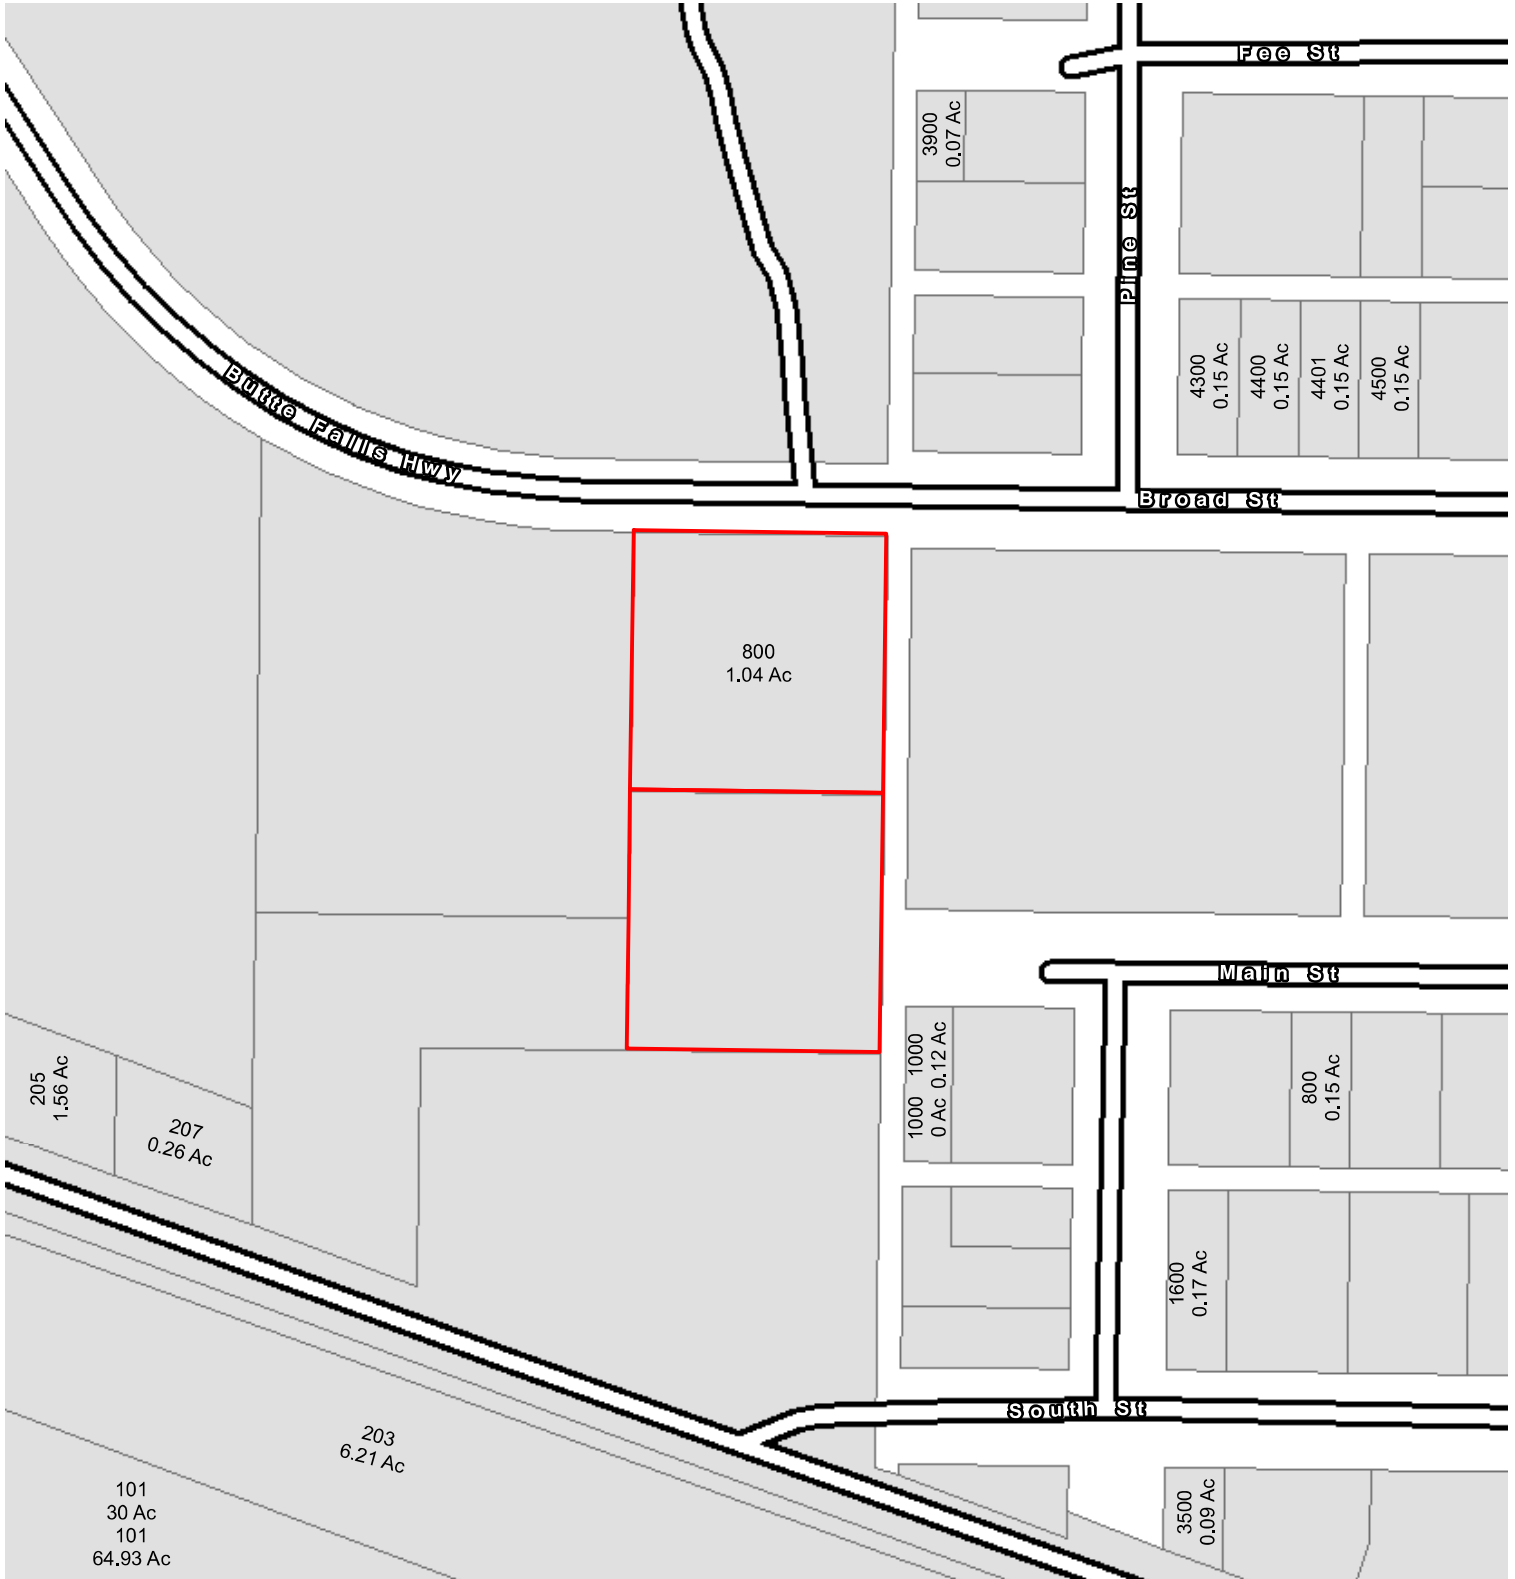 Fee St
3900
0.07 Ac
Pine St
4300
0.15 Ac
4400
0.15 Ac
4401
0.15 Ac
4500
0.15 Ac
Butte Falls Hwy
Broad St
800
1.04 Ac
Main St
1000
0.12 Ac
1000
0 Ac
800
0.15 Ac
205
1.56 Ac
207
0.26 Ac
1600
0.17 Ac
South St
203
6.21 Ac
101
30 Ac
101
64.93 Ac
3500
0.09 Ac